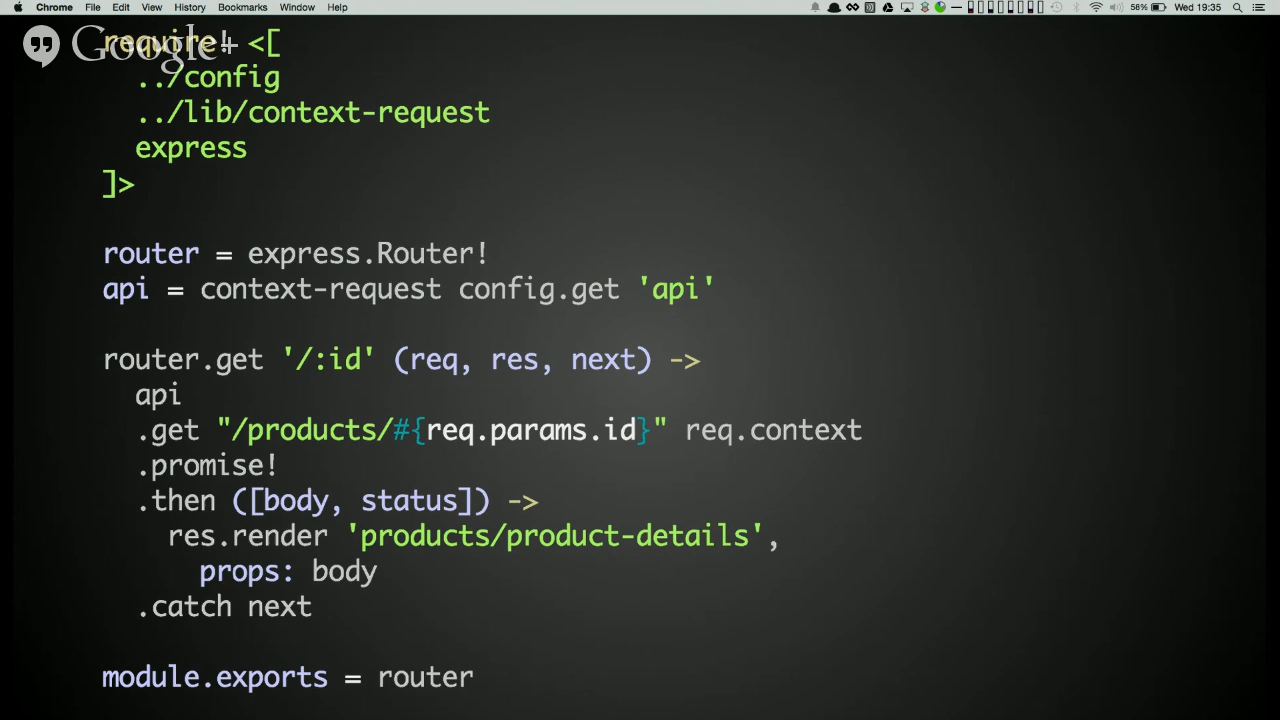 Chrome File Edit View History Bookmarks Window Help 58% Wed 19:35
Google+
require! <[
../config
../lib/context-request
express
]>
router = express.Router!
api = context-request config.get 'api'
router.get '/:id' (req, res, next) ->
api
.get "/products/#{req.params.id}" req.context
.promise!
.then ([body, status]) ->
res.render 'products/product-details',
props: body
.catch next
module.exports = router